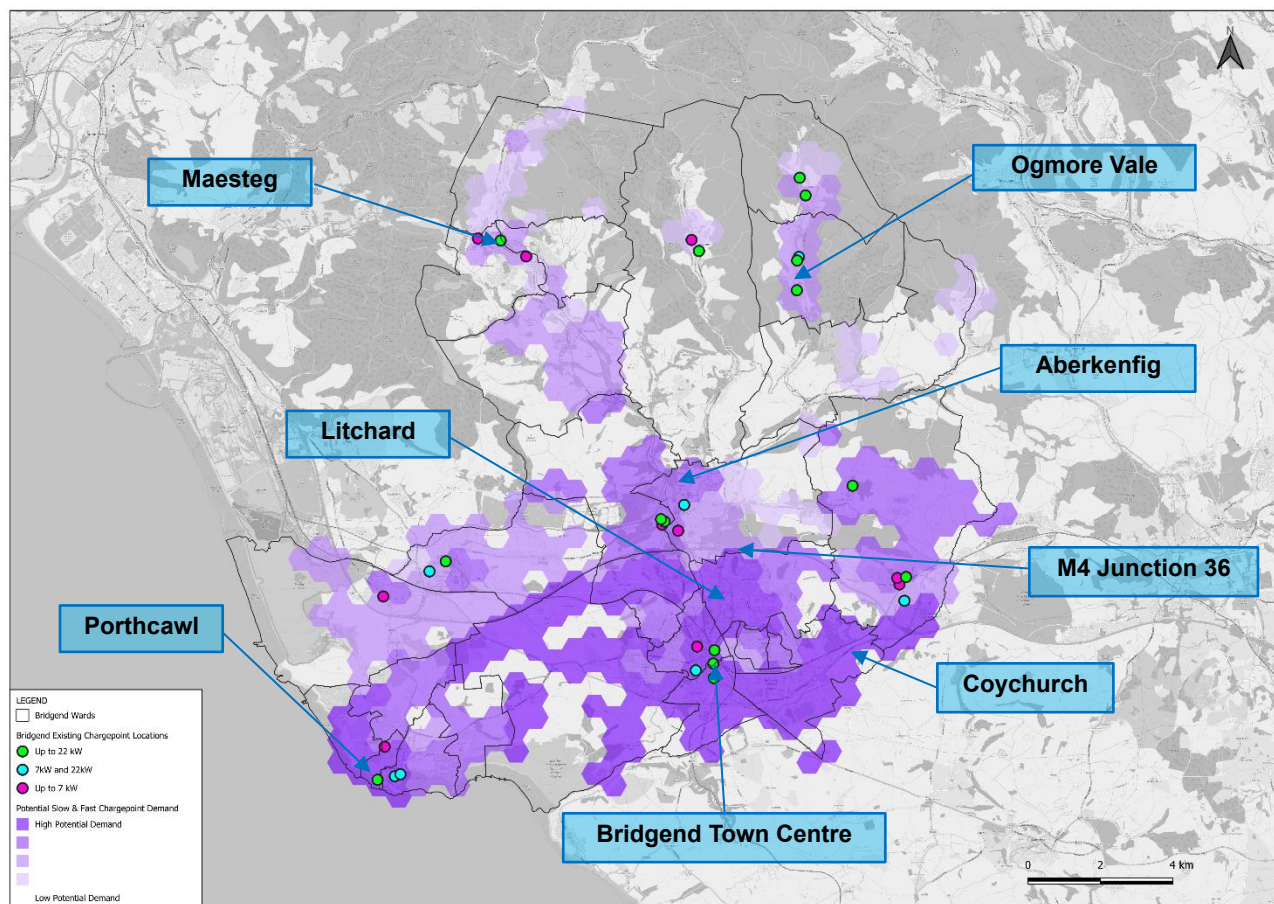 N
Maesteg
Ogmore Vale
Aberkenfig
Litchard
M4 Junction 36
Porthcawl
Coychurch
Bridgend Town Centre
LEGEND
Bridgend Wards
Bridgend Existing Chargepoint Locations
Up to 22 kW
7kW and 22kW
Up to 7 kW
Potential Slow & Fast Chargepoint Demand
High Potential Demand
Low Potential Demand
0 2 4 km